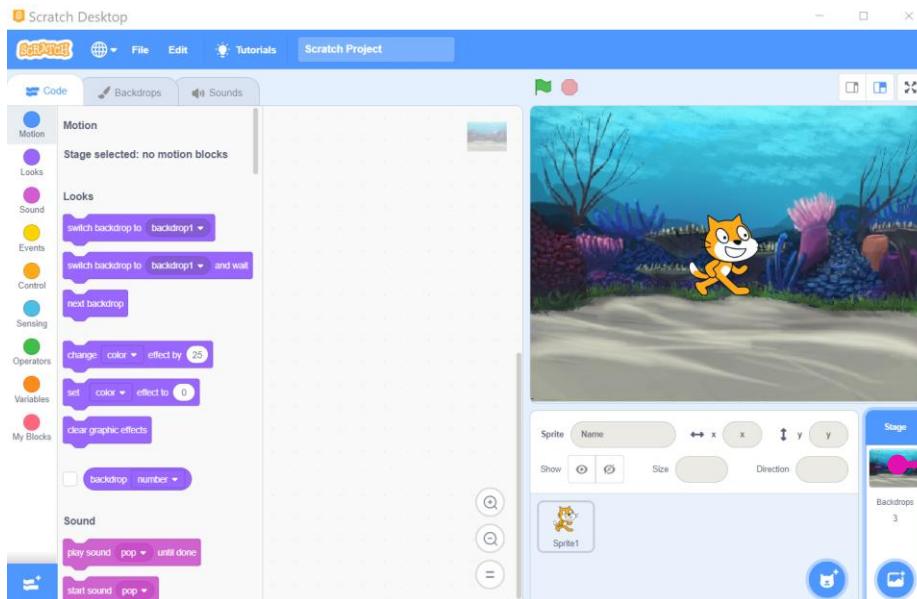 Scratch Desktop
SCRATCH File Edit Tutorials Scratch Project
Code Backdrops Sounds
Motion
Looks
Sound
Events
Control
Sensing
Operators
Variables
My Blocks
Motion
Stage selected: no motion blocks
Looks
switch backdrop to backdrop1
switch backdrop to backdrop1 and wait
next backdrop
change color effect by 25
set color effect to 0
clear graphic effects
backdrop number
Sound
play sound pop until done
start sound pop
Sprite Name x x y y
Show Size Direction
Sprite1
Stage
Backdrops
3